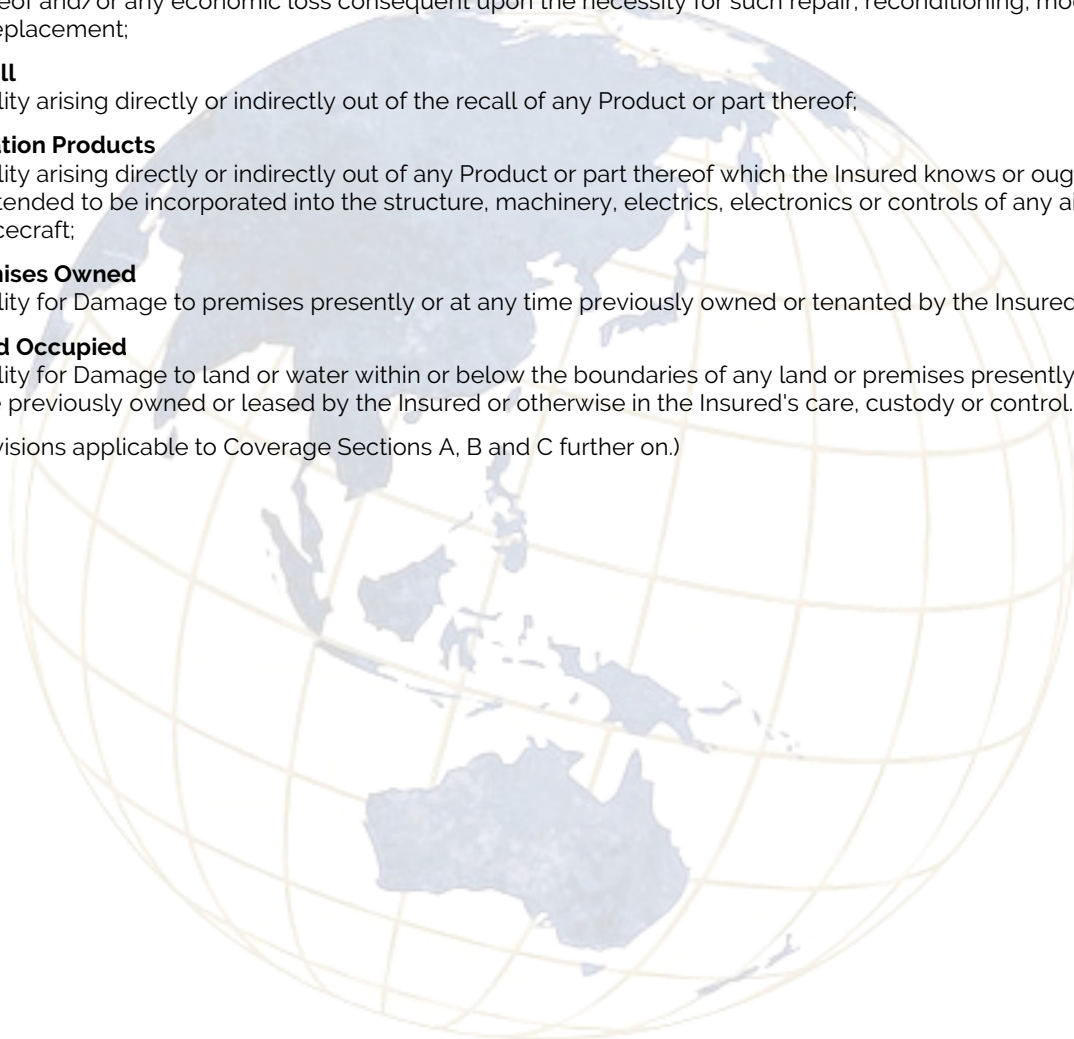 eof and/or any economic loss consequent upon the necessity for such repair, reconditioning, mo
eplacement;
ll
lity arising directly or indirectly out of the recall of any Product or part thereof;
ation Products
lity arising directly or indirectly out of any Product or part thereof which the Insured knows or oug
tended to be incorporated into the structure, machinery, electrics, electronics or controls of any ai
cecraft;
nises Owned
lity for Damage to premises presently or at any time previously owned or tenanted by the Insured
d Occupied
lity for Damage to land or water within or below the boundaries of any land or premises presently
e previously owned or leased by the Insured or otherwise in the Insured's care, custody or control.
visions applicable to Coverage Sections A, B and C further on.)